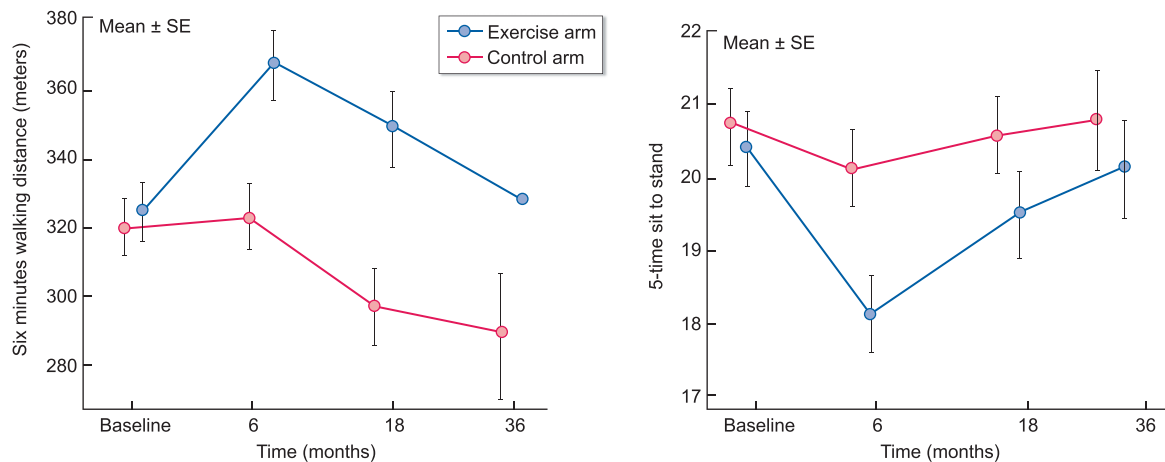 Six minutes walking distance (meters)
380
360
340
320
300
280
Mean ± SE
Exercise arm
Control arm
Baseline 6 18 36
Time (months)
5-time sit to stand
22
21
20
19
18
17
Mean ± SE
Baseline 6 18 36
Time (months)